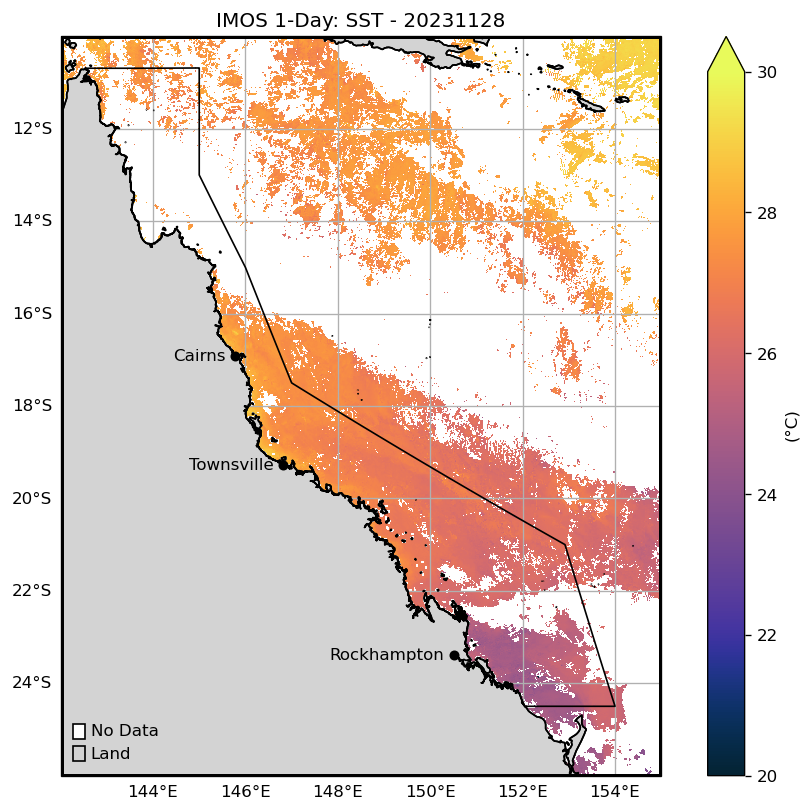 IMOS 1-Day: SST - 20231128
12°S
14°S
16°S
18°S
20°S
22°S
24°S
Cairns
Townsville
Rockhampton
No Data
Land
144°E 146°E 148°E 150°E 152°E 154°E
30
28
26
24
22
20
(°C)